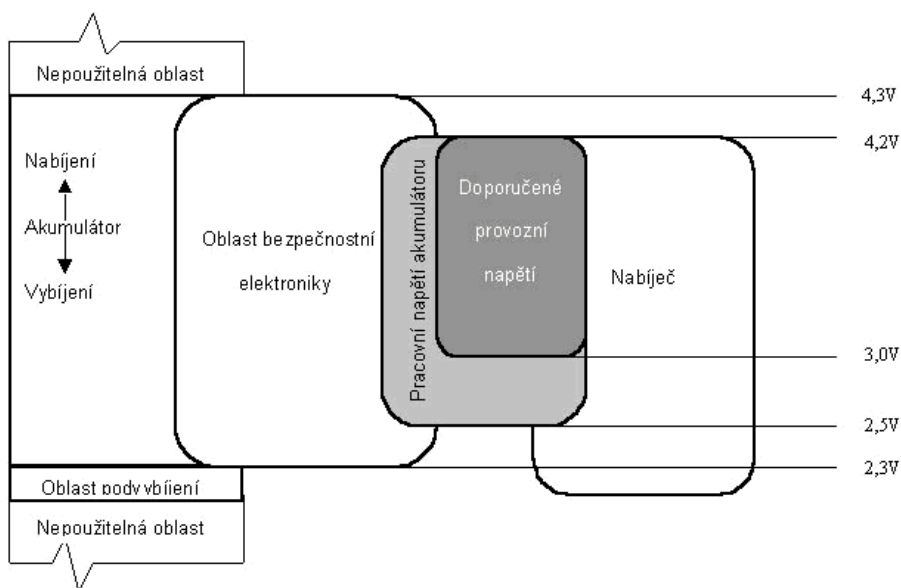 Nepoužitelná oblast
4,3V
4,2V
Nabíjení
Akumulátor
Vybíjení
Oblast bezpečnostní
elektroniky
Pracovní napětí akumulátoru
Doporučené
provozní
napětí
Nabíječ
3,0V
2,5V
2,3V
Oblast podvybíjení
Nepoužitelná oblast